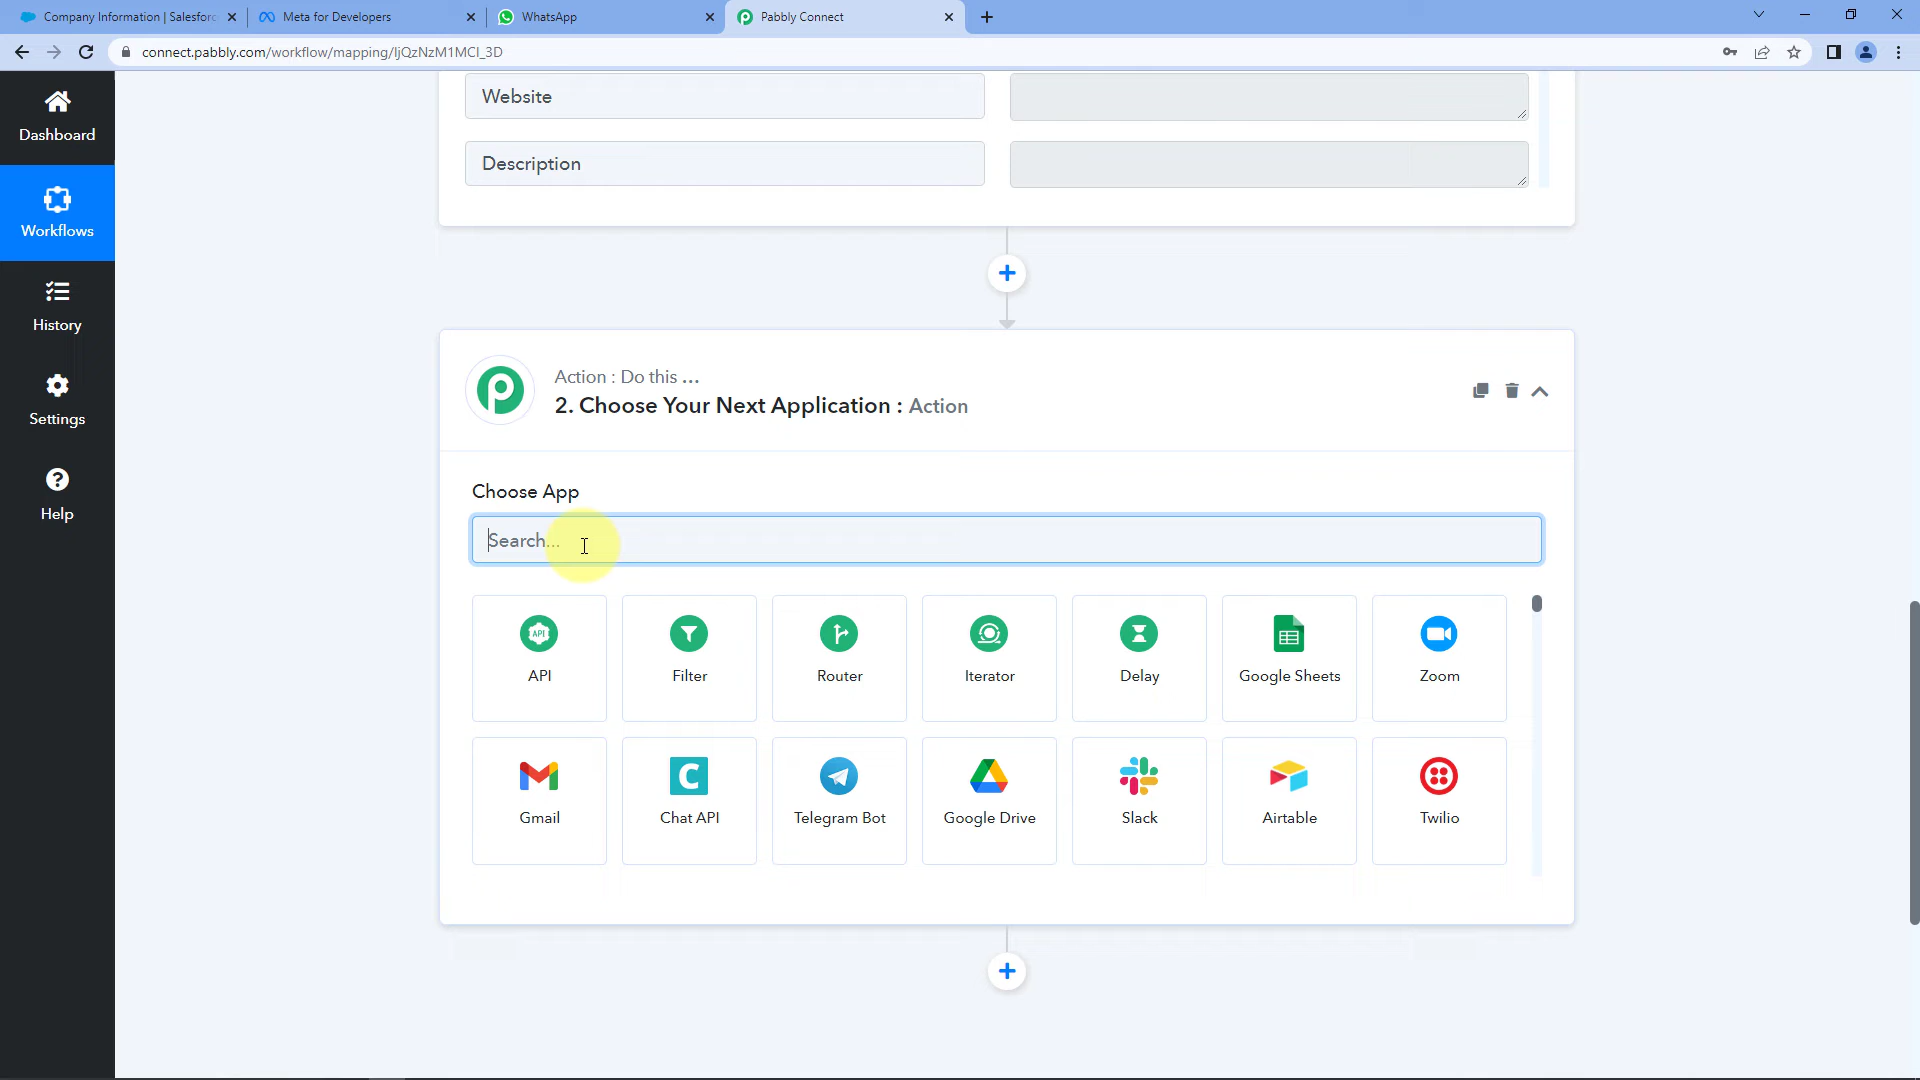 Company Information | Salesforc
Meta for Developers
WhatsApp
Pabbly Connect
connect.pabbly.com/workflow/mapping/IjQzNzM1MCI_3D
Dashboard
Workflows
History
Settings
Help
Website
Description
Action : Do this ...
2. Choose Your Next Application : Action
Choose App
Search...
API
Filter
Router
Iterator
Delay
Google Sheets
Zoom
Gmail
Chat API
Telegram Bot
Google Drive
Slack
Airtable
Twilio